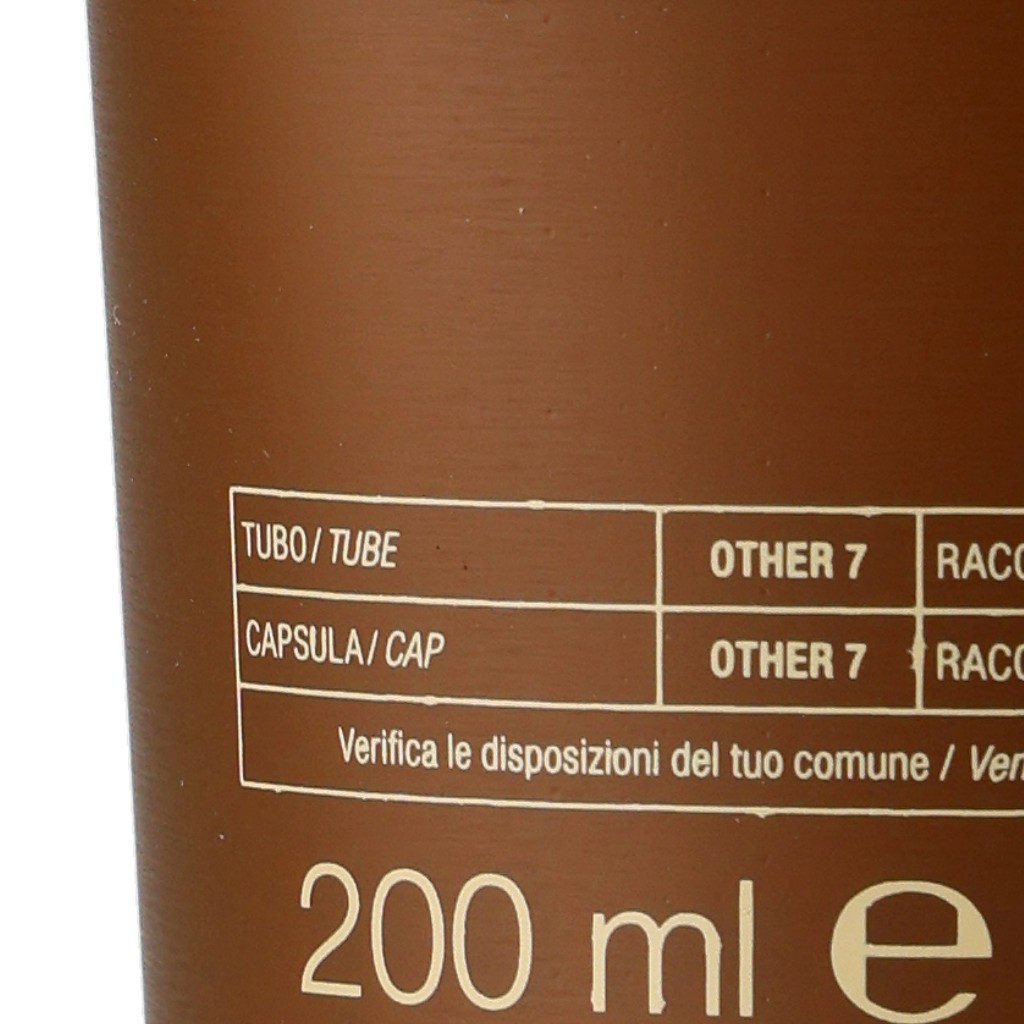 TUBO / TUBE OTHER 7
CAPSULA / CAP OTHER 7
Verifica le disposizioni del tuo comune /
200 ml e